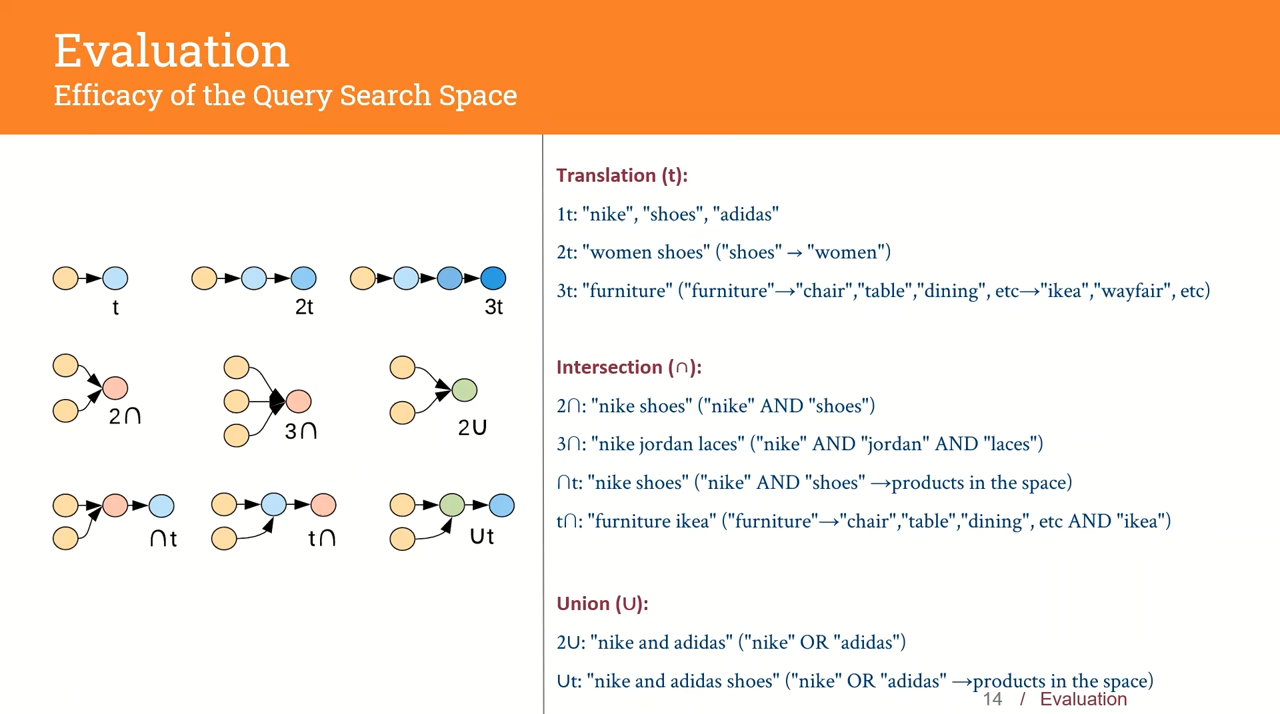 Evaluation
Efficacy of the Query Search Space
t
2t
3t
2∩
3∩
2∪
∩t
t∩
∪t
Translation (t):
1t: "nike", "shoes", "adidas"
2t: "women shoes" ("shoes" → "women")
3t: "furniture" ("furniture"→"chair","table","dining", etc→"ikea","wayfair", etc)
Intersection (∩):
2∩: "nike shoes" ("nike" AND "shoes")
3∩: "nike jordan laces" ("nike" AND "jordan" AND "laces")
∩t: "nike shoes" ("nike" AND "shoes" →products in the space)
t∩: "furniture ikea" ("furniture"→"chair","table","dining", etc AND "ikea")
Union (∪):
2∪: "nike and adidas" ("nike" OR "adidas")
∪t: "nike and adidas shoes" ("nike" OR "adidas" →products in the space)
14 / Evaluation